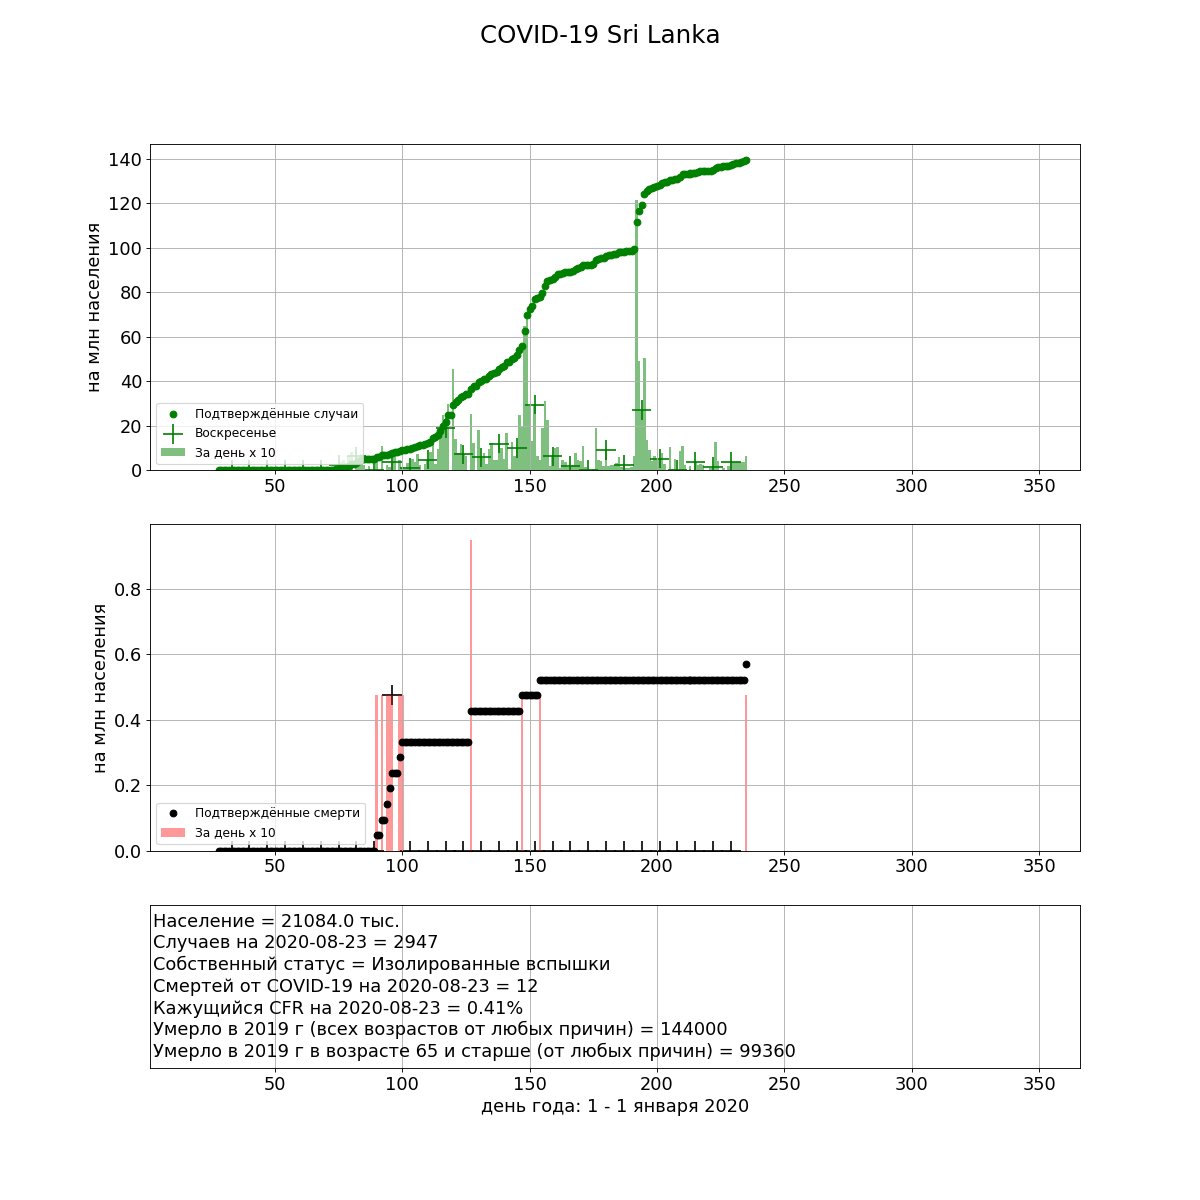 COVID-19 Sri Lanka
на млн населения
140
120
100
80
60
40
20
0
Подтверждённые случаи
Воскресенье
За день x 10
50 100 150 200 250 300 350
на млн населения
0.8
0.6
0.4
0.2
0.0
Подтверждённые смерти
За день x 10
50 100 150 200 250 300 350
Население = 21084.0 тыс.
Случаев на 2020-08-23 = 2947
Собственный статус = Изолированные вспышки
Смертей от COVID-19 на 2020-08-23 = 12
Кажущийся CFR на 2020-08-23 = 0.41%
Умерло в 2019 г (всех возрастов от любых причин) = 144000
Умерло в 2019 г в возрасте 65 и старше (от любых причин) = 99360
50 100 150 200 250 300 350
день года: 1 - 1 января 2020